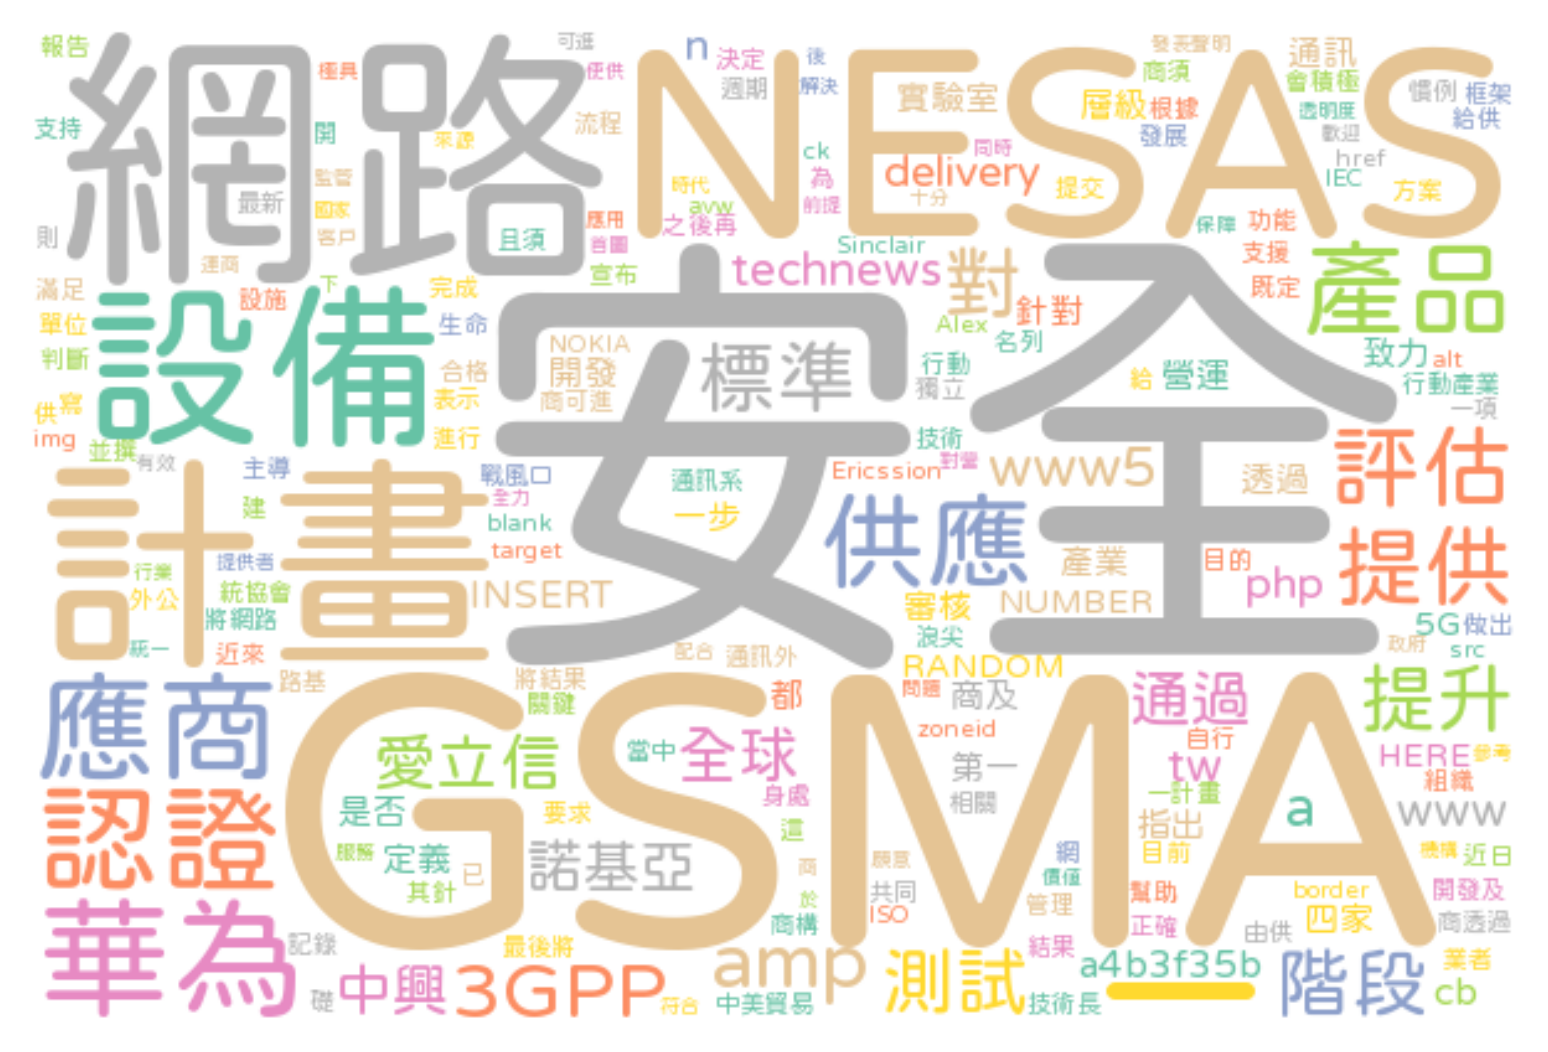 報告
網路
極具
可逛
使供
NESAS
n
決定
後
週期
解決
發表聲明
通訊
商須
會積極
慣例
框架
實驗室
層級
根據
透明度
給供
支持
開
來源
流程
ck
同時
發展
歡迎
href
監管
最新
時代
為
delivery
十分
提交
IEC
方案
國家
avw
前提
則
客戶
且須
應用
首圖
之後再
Sinclair
保障
功能
運商
宣布
technews
對
支援
產品
滿足
設施
下
完成
安全
既定
設備
單位
生命
NOKIA
Alex
針對
名列
判斷
合格
開發
標準
行動
致力
alt
供
寫
表示
商可進
獨立
給
營運
行動產業
一項
img
進行
技術
並撰
有效
主導
戰風口
通訊系
Ericssion
對營
www5
透過
評估
計畫
建
全力
blank
一步
供應
target
提供者
產業
目的
提供
行業
外公
統協會
INSERT
審核
NUMBER
php
將網路
浪尖
5G
做出
統一
近來
配合
通訊外
RANDOM
政府
src
應商
路基
將結果
關鍵
都
問題
商及
通過
提升
GSMA
愛立信
當中
全球
zoneid
自行
第一
tw
HERE
參考
認證
是否
要求
身處
相關
一計畫
組織
這
指出
a
www
服務
定義
諾基亞
商
願意
網
目前
機構
近日
其針
已
於
共同
價值
幫助
border
開發及
華為
商構
ISO
管理
正確
四家
商透過
記錄
最後將
結果
由供
amp
測試
a4b3f35b
階段
業者
礎
中興
3GPP
符合
中美貿易
技術長
一
cb